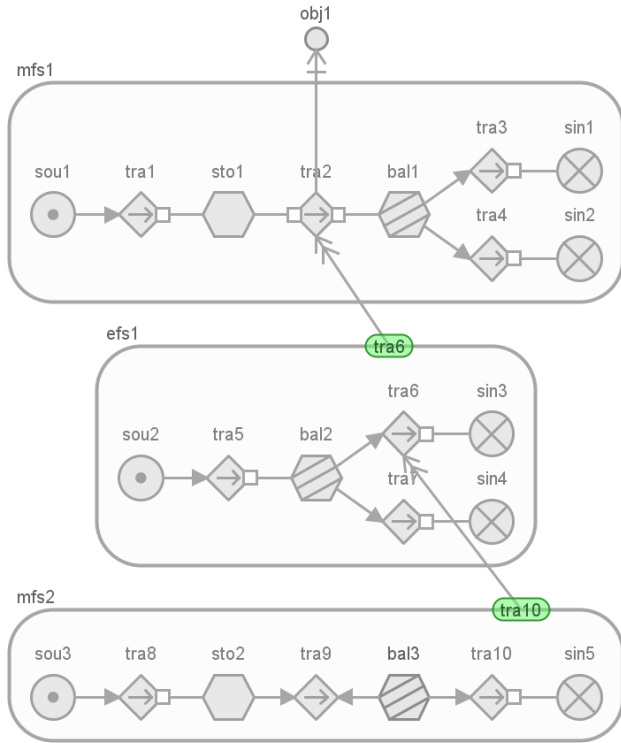 obj1
mfs1
tra3 sin1
sou1 tra1 sto1 tra2 bal1
tra4 sin2
efs1 tra6
tra6 sin3
sou2 tra5 bal2
tra7 sin4
mfs2 tra10
sou3 tra8 sto2 tra9 bal3 tra10 sin5